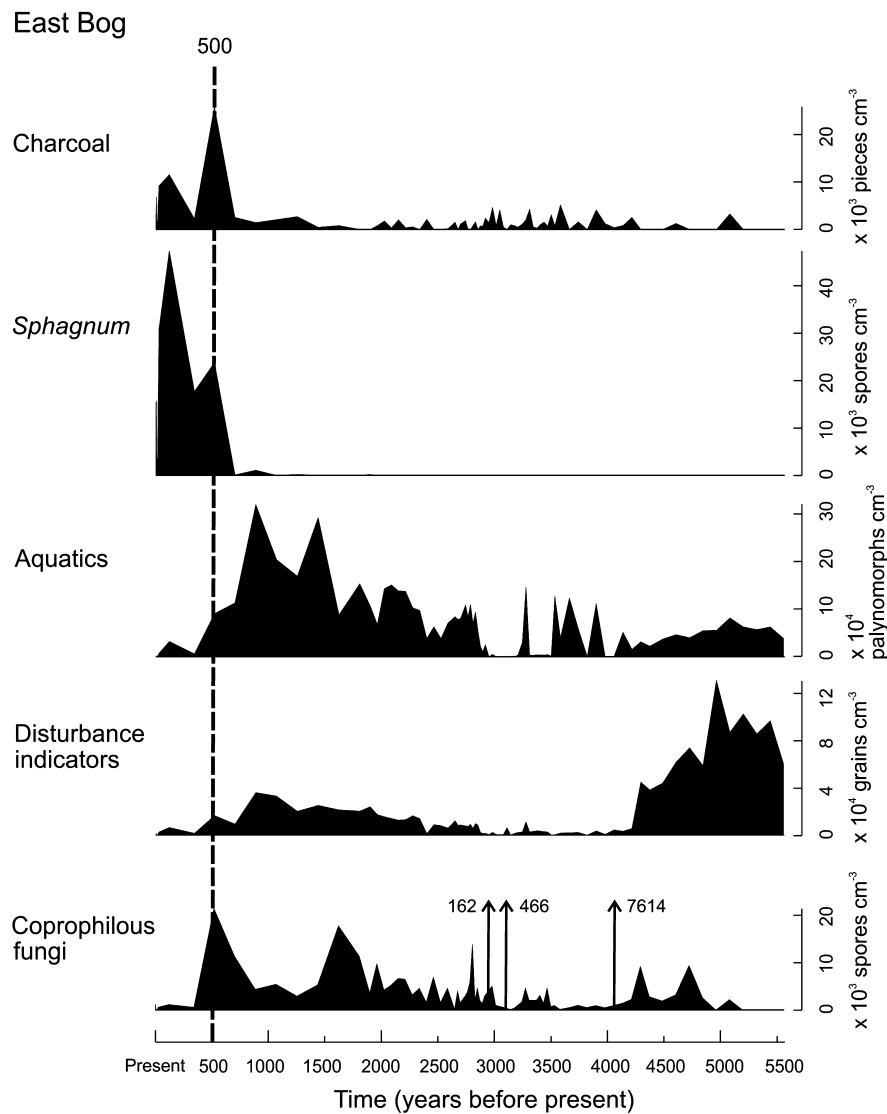 East Bog
500
Charcoal
20
10
0
x 10³ pieces cm⁻³
Sphagnum
40
30
20
10
0
x 10³ spores cm⁻³
Aquatics
30
20
10
0
x 10⁴
palynomorphs cm⁻³
Disturbance
indicators
12
8
4
0
x 10⁴ grains cm⁻³
Coprophilous
fungi
162
466
7614
20
10
0
x 10³ spores cm⁻³
Present 500 1000 1500 2000 2500 3000 3500 4000 4500 5000 5500
Time (years before present)